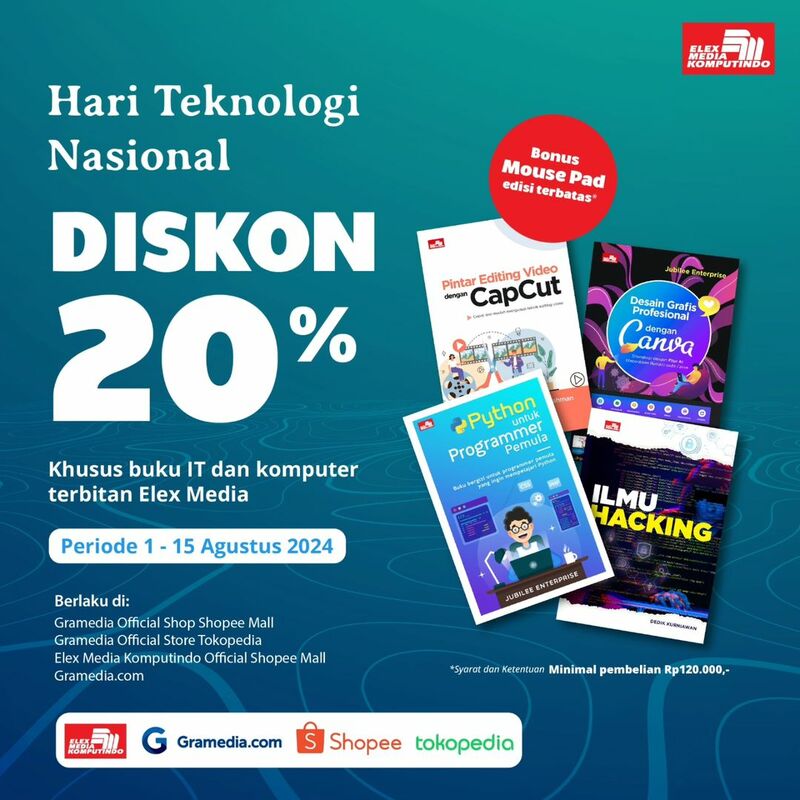 ELEX
MEDIA
KOMPUTINDO
Hari Teknologi
Nasional
DISKON
20%
Khusus buku IT dan komputer
terbitan Elex Media
Periode 1 - 15 Agustus 2024
Berlaku di:
Gramedia Official Shop Shopee Mall
Gramedia Official Store Tokopedia
Elex Media Komputindo Official Shopee Mall
Gramedia.com
Bonus
Mouse Pad
edisi terbatas*
Pintar Editing Video
dengan
CapCut
Jubilee Enterprise
Desain Grafis
Profesional
dengan
Canva
Python
untuk
Programmer
Pemula
Buku bergisi untuk programmer pemula
yang ingin mempelajari Python
CSS
PHP
JUBILEE ENTERPRISE
ILMU
HACKING
DEDIK KURNIAWAN
*Syarat dan Ketentuan Minimal pembelian Rp120.000,-
ELEX
MEDIA
KOMPUTINDO
G Gramedia.com
S Shopee
tokopedia